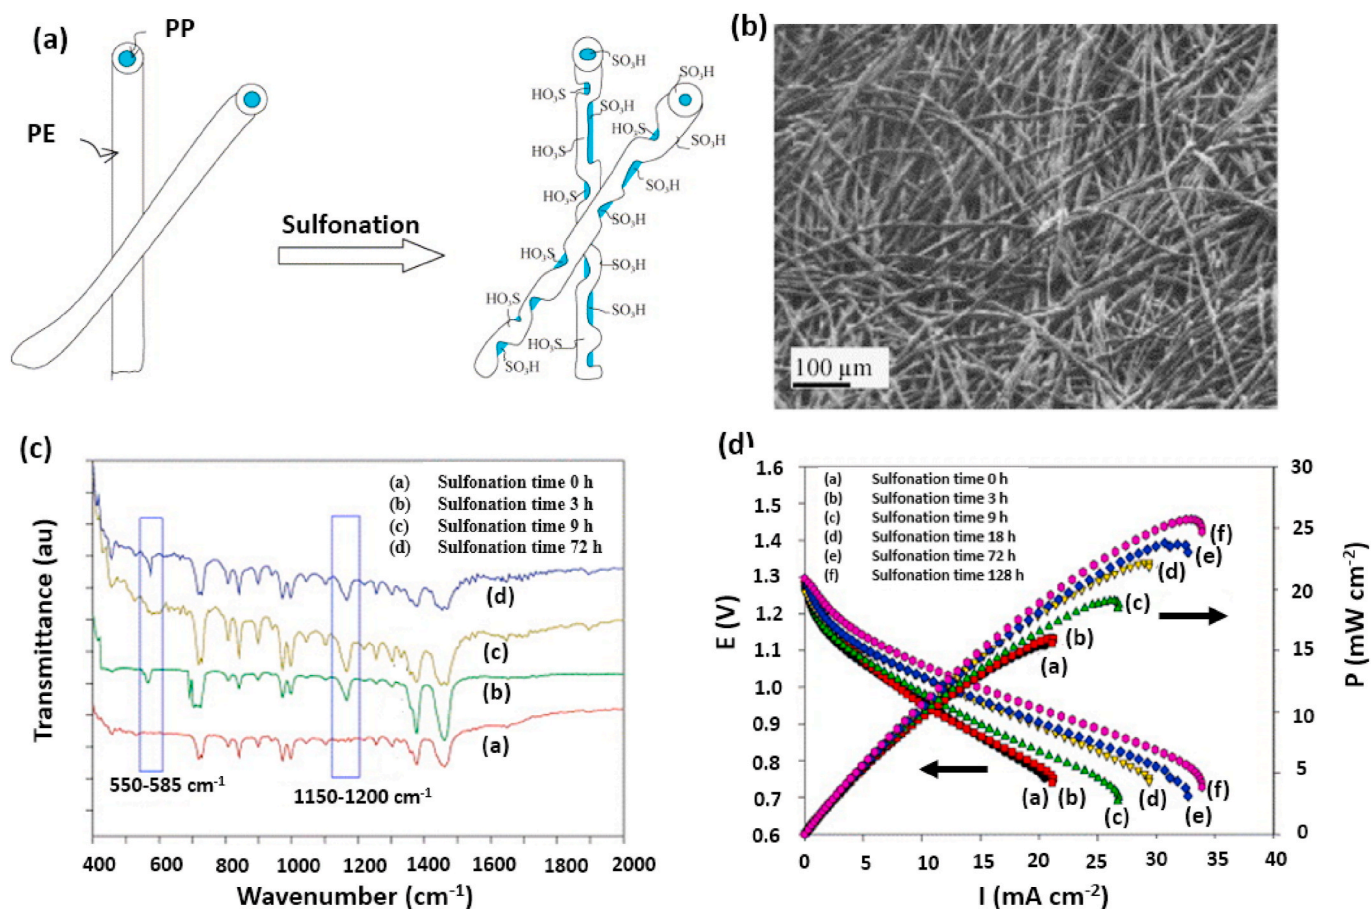 (a)
PP
PE
Sulfonation
SO3H
SO3H
HO3S
SO3H
HO3S
SO3H
HO3S
HO3S
SO3H
SO3H
SO3H
HO3S
SO3H
HO3S
SO3H
HO3S
SO3H
(b)
100 µm
(c)
(a) Sulfonation time 0 h
(b) Sulfonation time 3 h
(c) Sulfonation time 9 h
(d) Sulfonation time 72 h
(d)
(c)
(b)
(a)
550-585 cm-1
1150-1200 cm-1
Transmittance (au)
400 600 800 1000 1200 1400 1600 1800 2000
Wavenumber (cm-1)
(d)
(a) Sulfonation time 0 h
(b) Sulfonation time 3 h
(c) Sulfonation time 9 h
(d) Sulfonation time 18 h
(e) Sulfonation time 72 h
(f) Sulfonation time 128 h
1.6
1.5
1.4
1.3
1.2
1.1
1.0
0.9
0.8
0.7
0.6
E (V)
(f)
(e)
(d)
(c)
(b)
(a)
(a) (b) (c) (d) (e) (f)
30
25
20
15
10
5
0
P (mW cm-2)
0 5 10 15 20 25 30 35 40
I (mA cm-2)